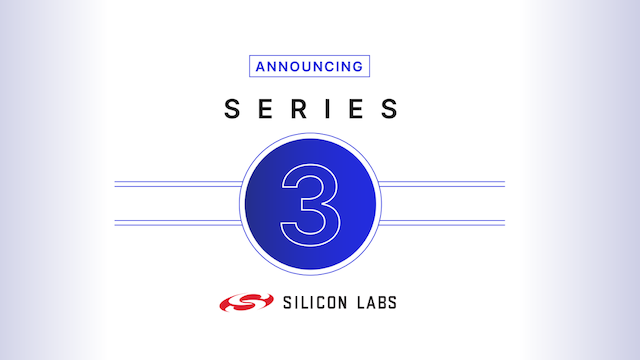 ANNOUNCING
SERIES
3
SILICON LABS